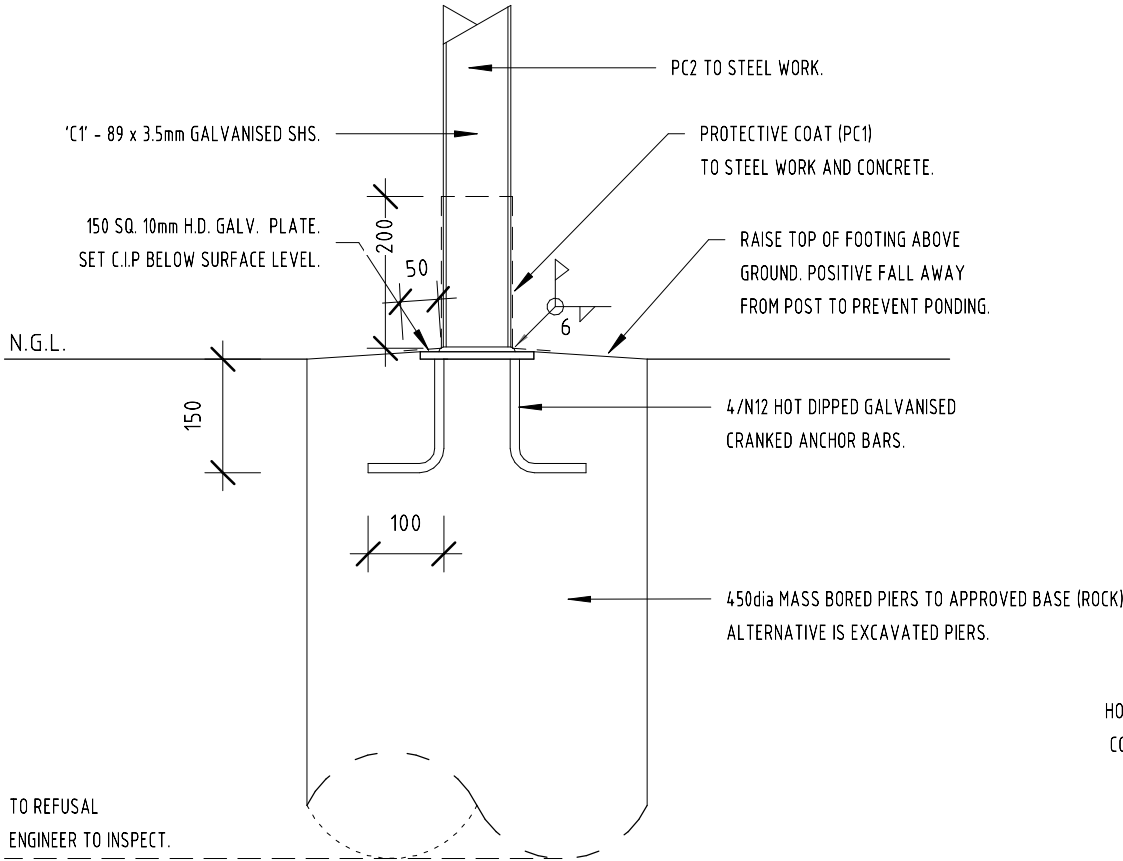 PC2 TO STEEL WORK.
'C1' - 89 x 3.5mm GALVANISED SHS.
PROTECTIVE COAT (PC1)
TO STEEL WORK AND CONCRETE.
150 SQ. 10mm H.D. GALV. PLATE.
SET C.I.P BELOW SURFACE LEVEL.
200
50
RAISE TOP OF FOOTING ABOVE
GROUND. POSITIVE FALL AWAY
FROM POST TO PREVENT PONDING.
6
N.G.L.
150
4/N12 HOT DIPPED GALVANISED
CRANKED ANCHOR BARS.
100
450dia MASS BORED PIERS TO APPROVED BASE (ROCK)
ALTERNATIVE IS EXCAVATED PIERS.
HO
CO
TO REFUSAL
ENGINEER TO INSPECT.